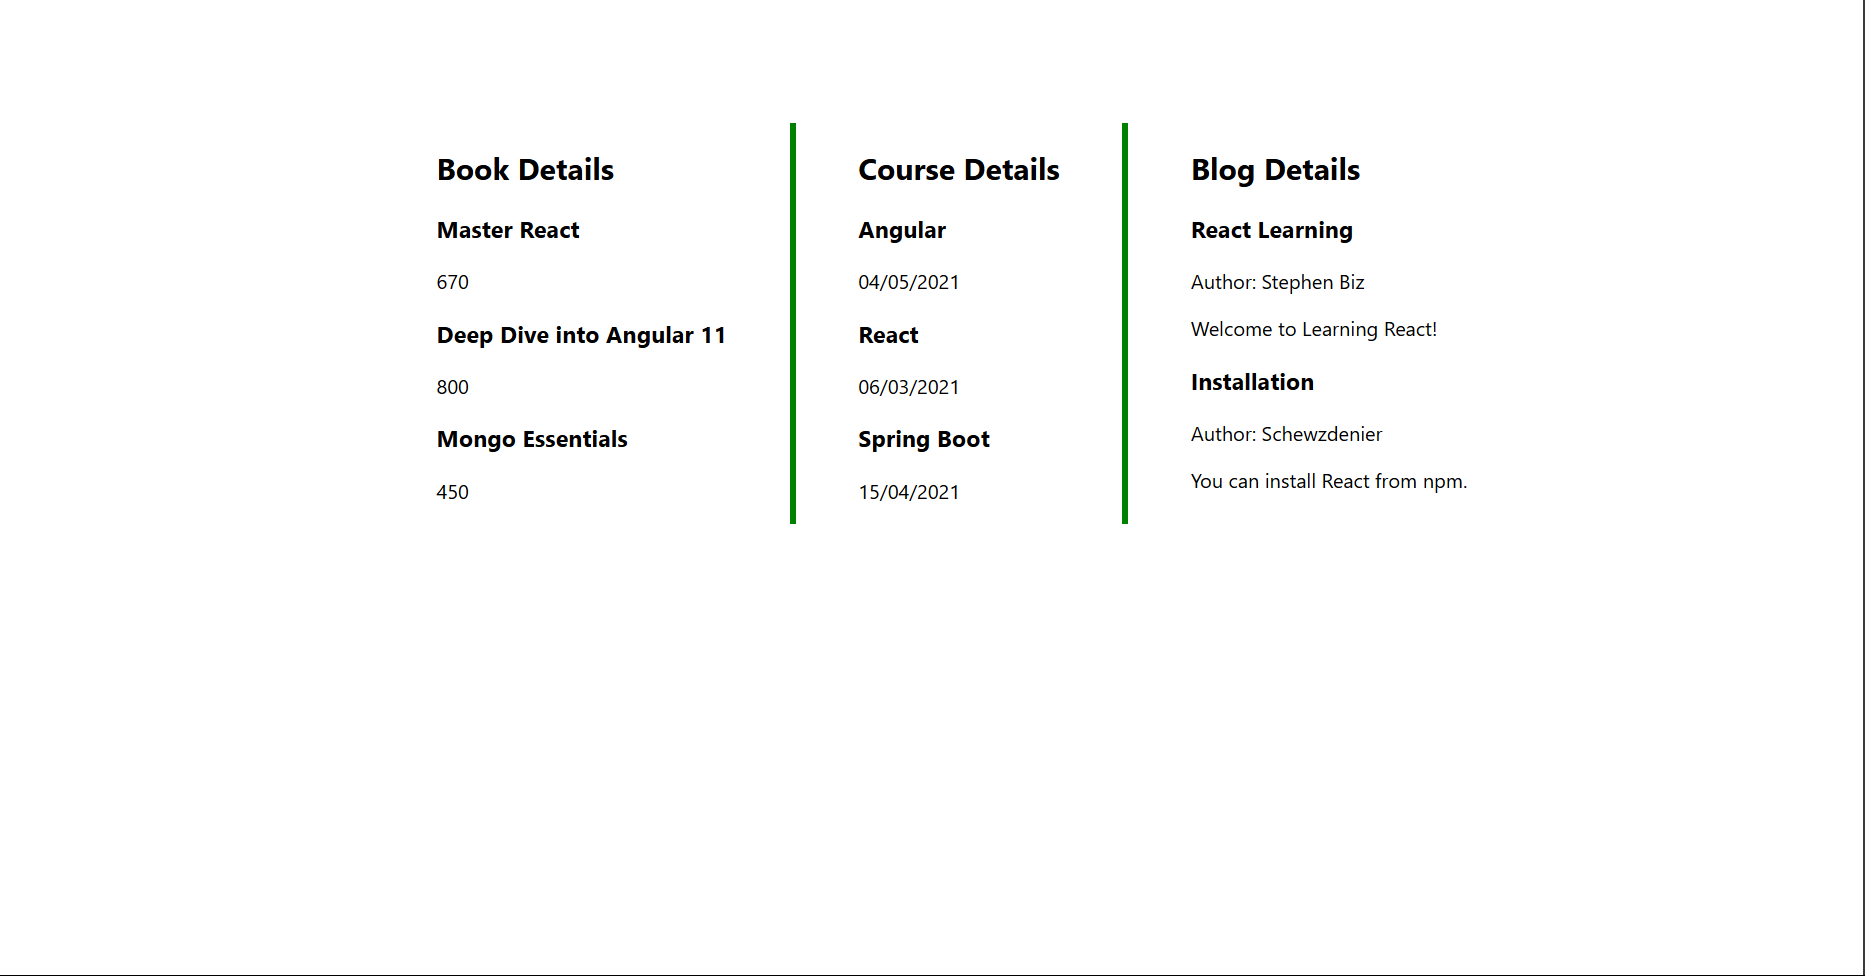 Book Details
Master React
670
Deep Dive into Angular 11
800
Mongo Essentials
450
Course Details
Angular
04/05/2021
React
06/03/2021
Spring Boot
15/04/2021
Blog Details
React Learning
Author: Stephen Biz
Welcome to Learning React!
Installation
Author: Schewzdenier
You can install React from npm.